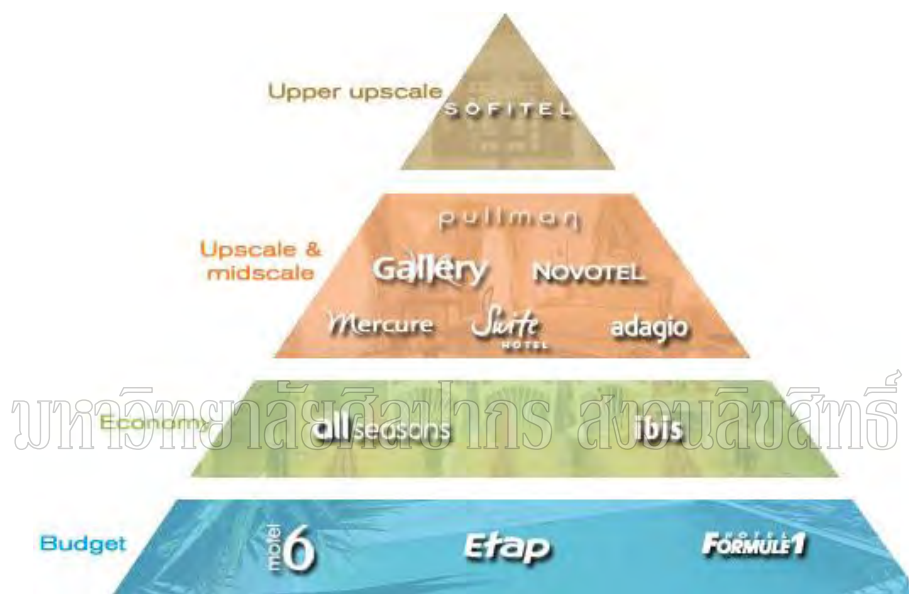 Upper upscale
SOFITEL
Upscale &
midscale
pullman
Gallery NOVOTEL
Mercure Suite HOTEL adagio
มหาวิทยาลัยศิลปากร สงวนลิขสิทธิ์
Economy all seasons ibis
Budget motel 6 Etap HOTEL FORMULE1